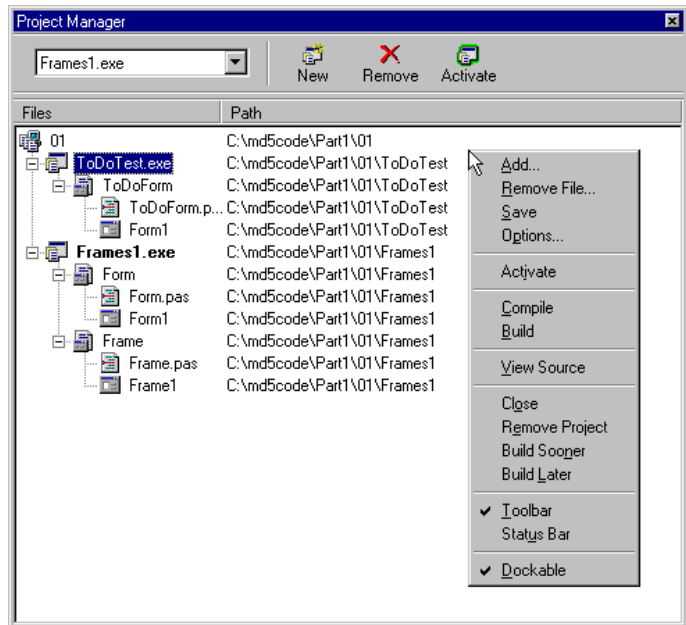 Project Manager
Frames1.exe
New Remove Activate
Files Path
01 C:\md5code\Part1\01
ToDoTest.exe C:\md5code\Part1\01\ToDoTest
ToDoForm C:\md5code\Part1\01\ToDoTest
ToDoForm.p... C:\md5code\Part1\01\ToDoTest
Form1 C:\md5code\Part1\01\ToDoTest
Frames1.exe C:\md5code\Part1\01\Frames1
Form C:\md5code\Part1\01\Frames1
Form.pas C:\md5code\Part1\01\Frames1
Form1 C:\md5code\Part1\01\Frames1
Frame C:\md5code\Part1\01\Frames1
Frame.pas C:\md5code\Part1\01\Frames1
Frame1 C:\md5code\Part1\01\Frames1
Add...
Remove File...
Save
Options...
Activate
Compile
Build
View Source
Close
Remove Project
Build Sooner
Build Later
Toolbar
Status Bar
Dockable